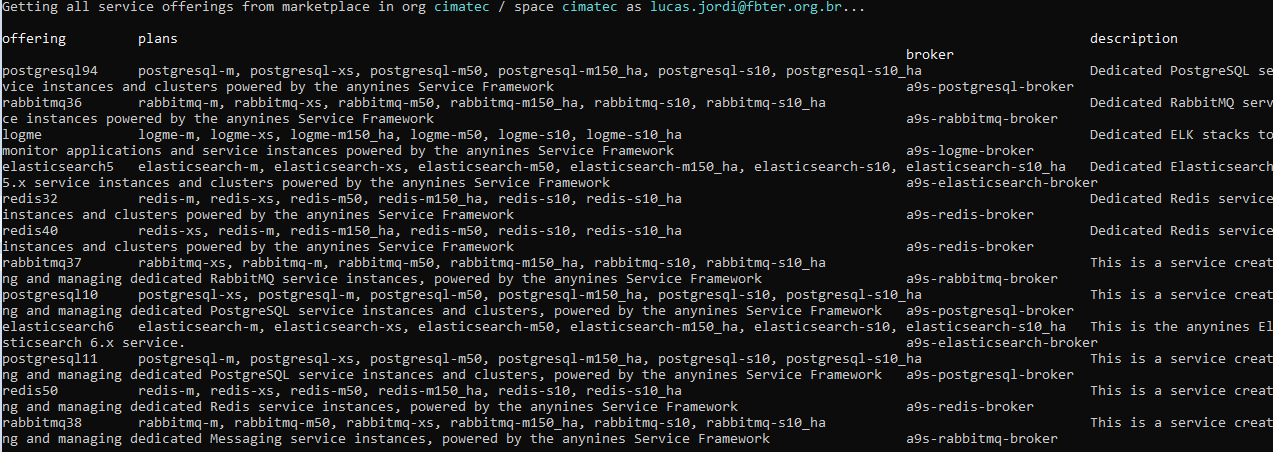 Getting all service offerings from marketplace in org cimatec / space cimatec as lucas.jordi@fbter.org.br...
offering plans description
broker
postgresql94 postgresql-m, postgresql-xs, postgresql-m50, postgresql-m150_ha, postgresql-s10, postgresql-s10_ha Dedicated PostgreSQL se
vice instances and clusters powered by the anynines Service Framework a9s-postgresql-broker
rabbitmq36 rabbitmq-m, rabbitmq-xs, rabbitmq-m50, rabbitmq-m150_ha, rabbitmq-s10, rabbitmq-s10_ha Dedicated RabbitMQ serv
ce instances powered by the anynines Service Framework a9s-rabbitmq-broker
logme logme-m, logme-xs, logme-m150_ha, logme-m50, logme-s10, logme-s10_ha Dedicated ELK stacks to
monitor applications and service instances powered by the anynines Service Framework a9s-logme-broker
elasticsearch5 elasticsearch-m, elasticsearch-xs, elasticsearch-m50, elasticsearch-m150_ha, elasticsearch-s10, elasticsearch-s10_ha Dedicated Elasticsearch
5.x service instances and clusters powered by the anynines Service Framework a9s-elasticsearch-broker
redis32 redis-m, redis-xs, redis-m50, redis-m150_ha, redis-s10, redis-s10_ha Dedicated Redis service
instances and clusters powered by the anynines Service Framework a9s-redis-broker
redis40 redis-xs, redis-m, redis-m150_ha, redis-m50, redis-s10, redis-s10_ha Dedicated Redis service
instances and clusters powered by the anynines Service Framework a9s-redis-broker
rabbitmq37 rabbitmq-xs, rabbitmq-m, rabbitmq-m50, rabbitmq-m150_ha, rabbitmq-s10, rabbitmq-s10_ha This is a service creat
ng and managing dedicated RabbitMQ service instances, powered by the anynines Service Framework a9s-rabbitmq-broker
postgresql10 postgresql-xs, postgresql-m, postgresql-m50, postgresql-m150_ha, postgresql-s10, postgresql-s10_ha This is a service creat
ng and managing dedicated PostgreSQL service instances and clusters, powered by the anynines Service Framework a9s-postgresql-broker
elasticsearch6 elasticsearch-m, elasticsearch-xs, elasticsearch-m50, elasticsearch-m150_ha, elasticsearch-s10, elasticsearch-s10_ha This is the anynines El
sticsearch 6.x service. a9s-elasticsearch-broker
postgresql11 postgresql-m, postgresql-xs, postgresql-m50, postgresql-m150_ha, postgresql-s10, postgresql-s10_ha This is a service creat
ng and managing dedicated PostgreSQL service instances and clusters, powered by the anynines Service Framework a9s-postgresql-broker
redis50 redis-m, redis-xs, redis-m50, redis-m150_ha, redis-s10, redis-s10_ha This is a service creat
ng and managing dedicated Redis service instances, powered by the anynines Service Framework a9s-redis-broker
rabbitmq38 rabbitmq-m, rabbitmq-m50, rabbitmq-xs, rabbitmq-m150_ha, rabbitmq-s10, rabbitmq-s10_ha This is a service creat
ng and managing dedicated Messaging service instances, powered by the anynines Service Framework a9s-rabbitmq-broker